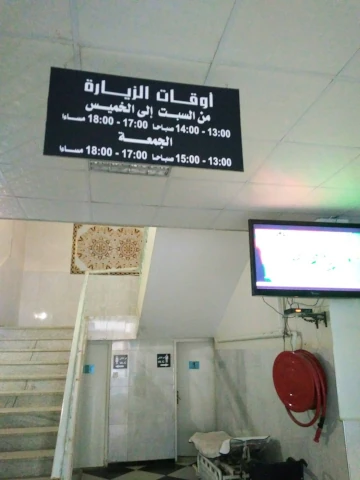 أوقات الزيارة
من السبت إلى الخميس
13:00 - 14:00 صباحا 17:00 - 18:00 مساءا
الجمعة
13:00 - 15:00 صباحا 17:00 - 18:00 مساءا